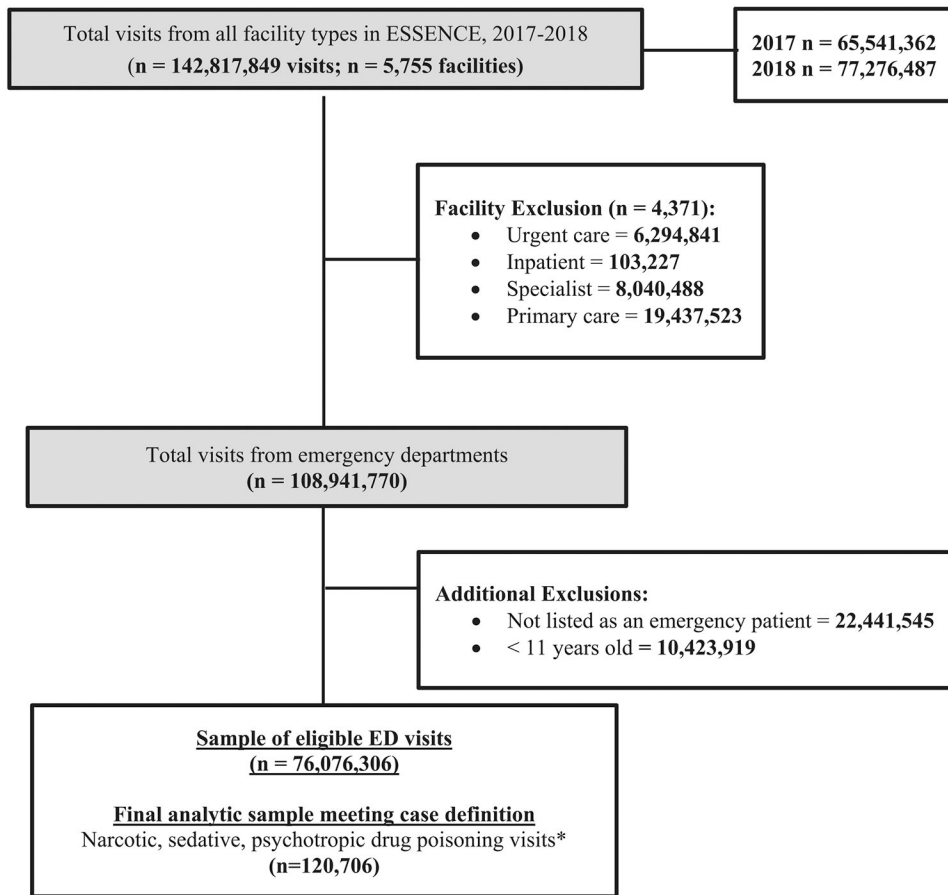 Total visits from all facility types in ESSENCE, 2017-2018
(n = 142,817,849 visits; n = 5,755 facilities)
2017 n = 65,541,362
2018 n = 77,276,487
Facility Exclusion (n = 4,371):
• Urgent care = 6,294,841
• Inpatient = 103,227
• Specialist = 8,040,488
• Primary care = 19,437,523
Total visits from emergency departments
(n = 108,941,770)
Additional Exclusions:
• Not listed as an emergency patient = 22,441,545
• < 11 years old = 10,423,919
Sample of eligible ED visits
(n = 76,076,306)
Final analytic sample meeting case definition
Narcotic, sedative, psychotropic drug poisoning visits*
(n=120,706)